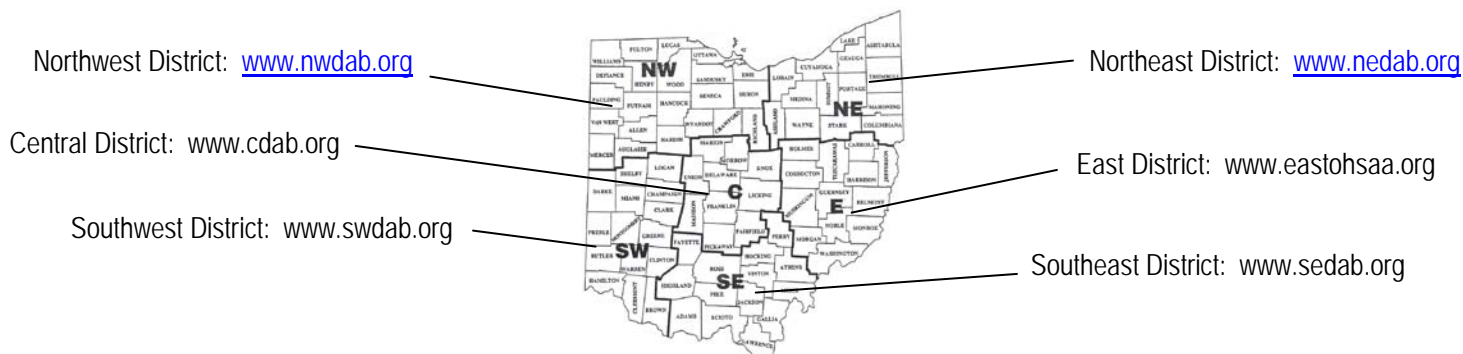 Northwest District: www.nwdab.org
Northeast District: www.nedab.org
Central District: www.cdab.org
East District: www.eastohsaa.org
Southwest District: www.swdab.org
Southeast District: www.sedab.org
NW
NE
C
E
SW
SE
WILLIAMS
FULTON
LUCAS
OTTAWA
LAKE
ASHTABULA
GEAUGA
DEFIANCE
HENRY
WOOD
SANDUSKY
ERIE
LORAIN
CUYAHOGA
TRUMBULL
PAULDING
PUTNAM
HANCOCK
SENECA
HURON
MEDINA
SUMMIT
PORTAGE
MAHONING
VAN WERT
ALLEN
WYANDOT
CRAWFORD
RICHLAND
ASHLAND
WAYNE
STARK
COLUMBIANA
MERCER
AUGLAIZE
HARDIN
MARION
MORROW
HOLMES
TUSCARAWAS
CARROLL
JEFFERSON
SHELBY
LOGAN
UNION
DELAWARE
KNOX
COSHOCTON
HARRISON
DARKE
MIAMI
CHAMPAIGN
CLARK
MADISON
FRANKLIN
LICKING
MUSKINGUM
GUERNSEY
BELMONT
PREBLE
MONTGOMERY
GREENE
FAYETTE
PICKAWAY
FAIRFIELD
PERRY
MORGAN
NOBLE
MONROE
BUTLER
WARREN
CLINTON
ROSS
HOCKING
ATHENS
WASHINGTON
HAMILTON
CLERMONT
BROWN
HIGHLAND
PIKE
VINTON
JACKSON
ADAMS
SCIOTO
GALLIA
LAWRENCE